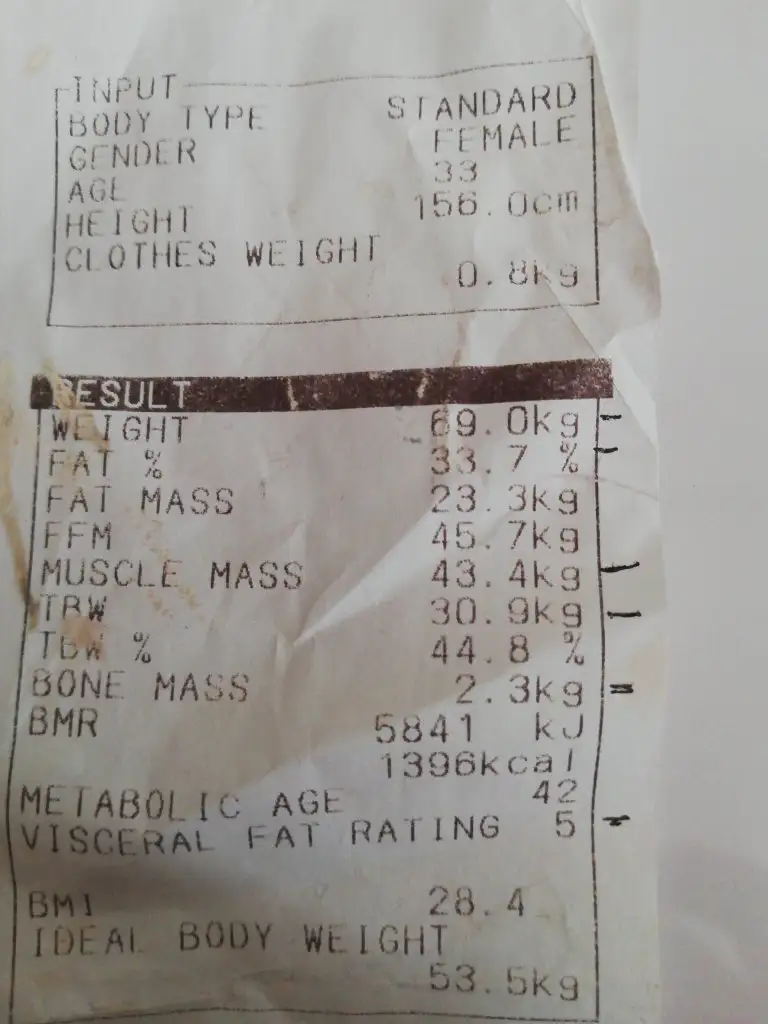 INPUT
BODY TYPE STANDARD
GENDER FEMALE
AGE 33
HEIGHT 156.0cm
CLOTHES WEIGHT
0.8kg
RESULT
WEIGHT 69.0kg
FAT % 33.7 %
FAT MASS 23.3kg
FFM 45.7kg
MUSCLE MASS 43.4kg
TBW 30.9kg
TBW % 44.8 %
BONE MASS 2.3kg
BMR 5841 kJ
1396kcal
METABOLIC AGE 42
VISCERAL FAT RATING 5
BMI 28.4
IDEAL BODY WEIGHT
53.5kg